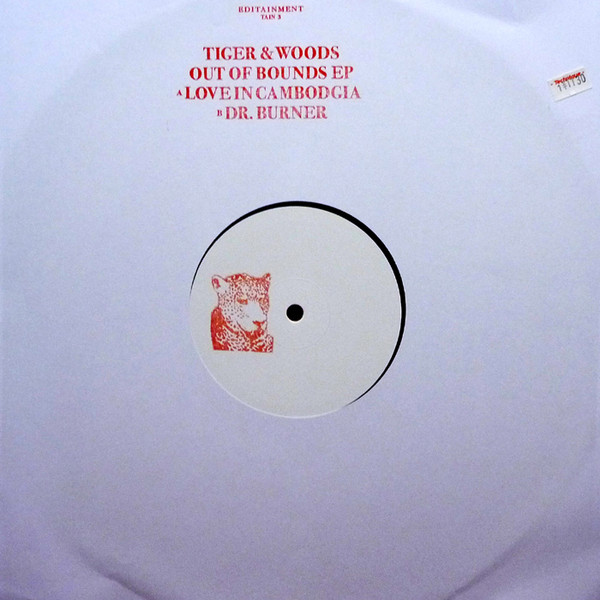 EDITAINMENT
TAIN 3
TIGER & WOODS
OUT OF BOUNDS EP
A LOVE IN CAMBODGIA
B DR. BURNER